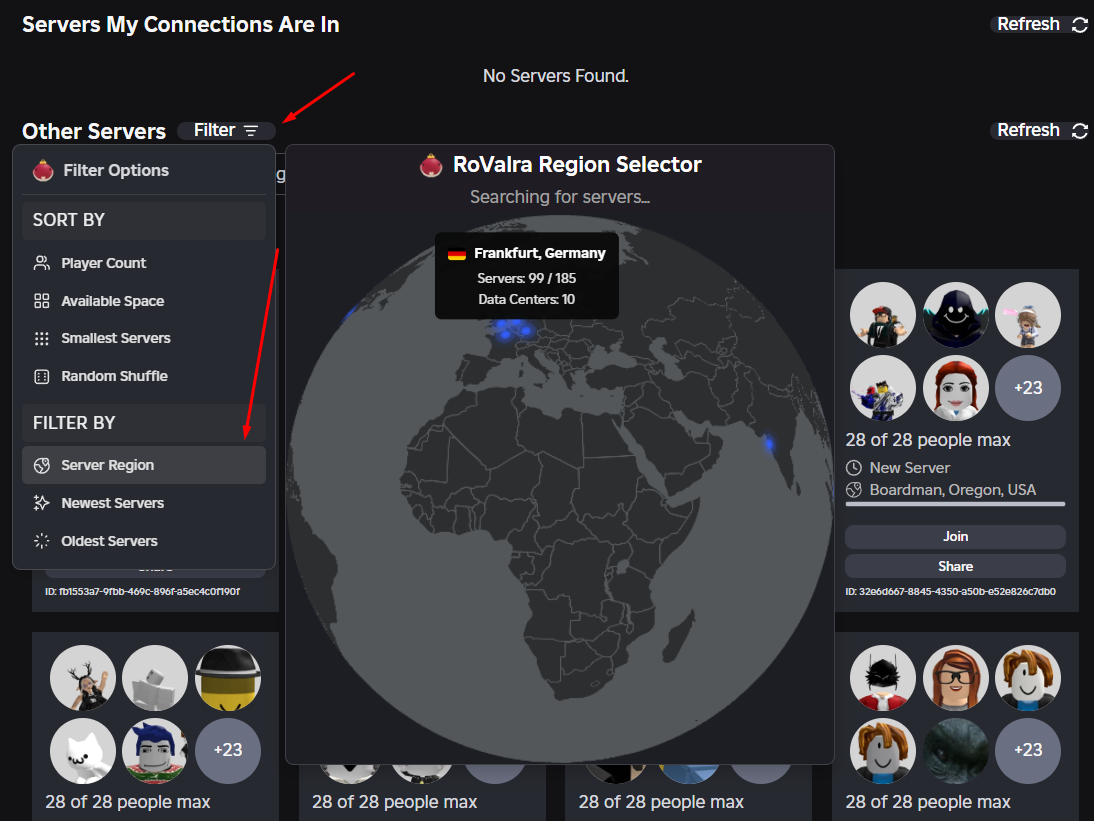 Servers My Connections Are In
Refresh
No Servers Found.
Other Servers
Filter
Refresh
Filter Options
SORT BY
Player Count
Available Space
Smallest Servers
Random Shuffle
FILTER BY
Server Region
Newest Servers
Oldest Servers
RoValra Region Selector
Searching for servers...
Frankfurt, Germany
Servers: 99 / 185
Data Centers: 10
+23
28 of 28 people max
New Server
Boardman, Oregon, USA
Join
Share
ID: fb1553a7-9fbb-469c-896f-a5ec4c0f190f
ID: 32e6d667-8845-4350-a50b-e52e826c7db0
+23
+23
28 of 28 people max
28 of 28 people max
28 of 28 people max
28 of 28 people max